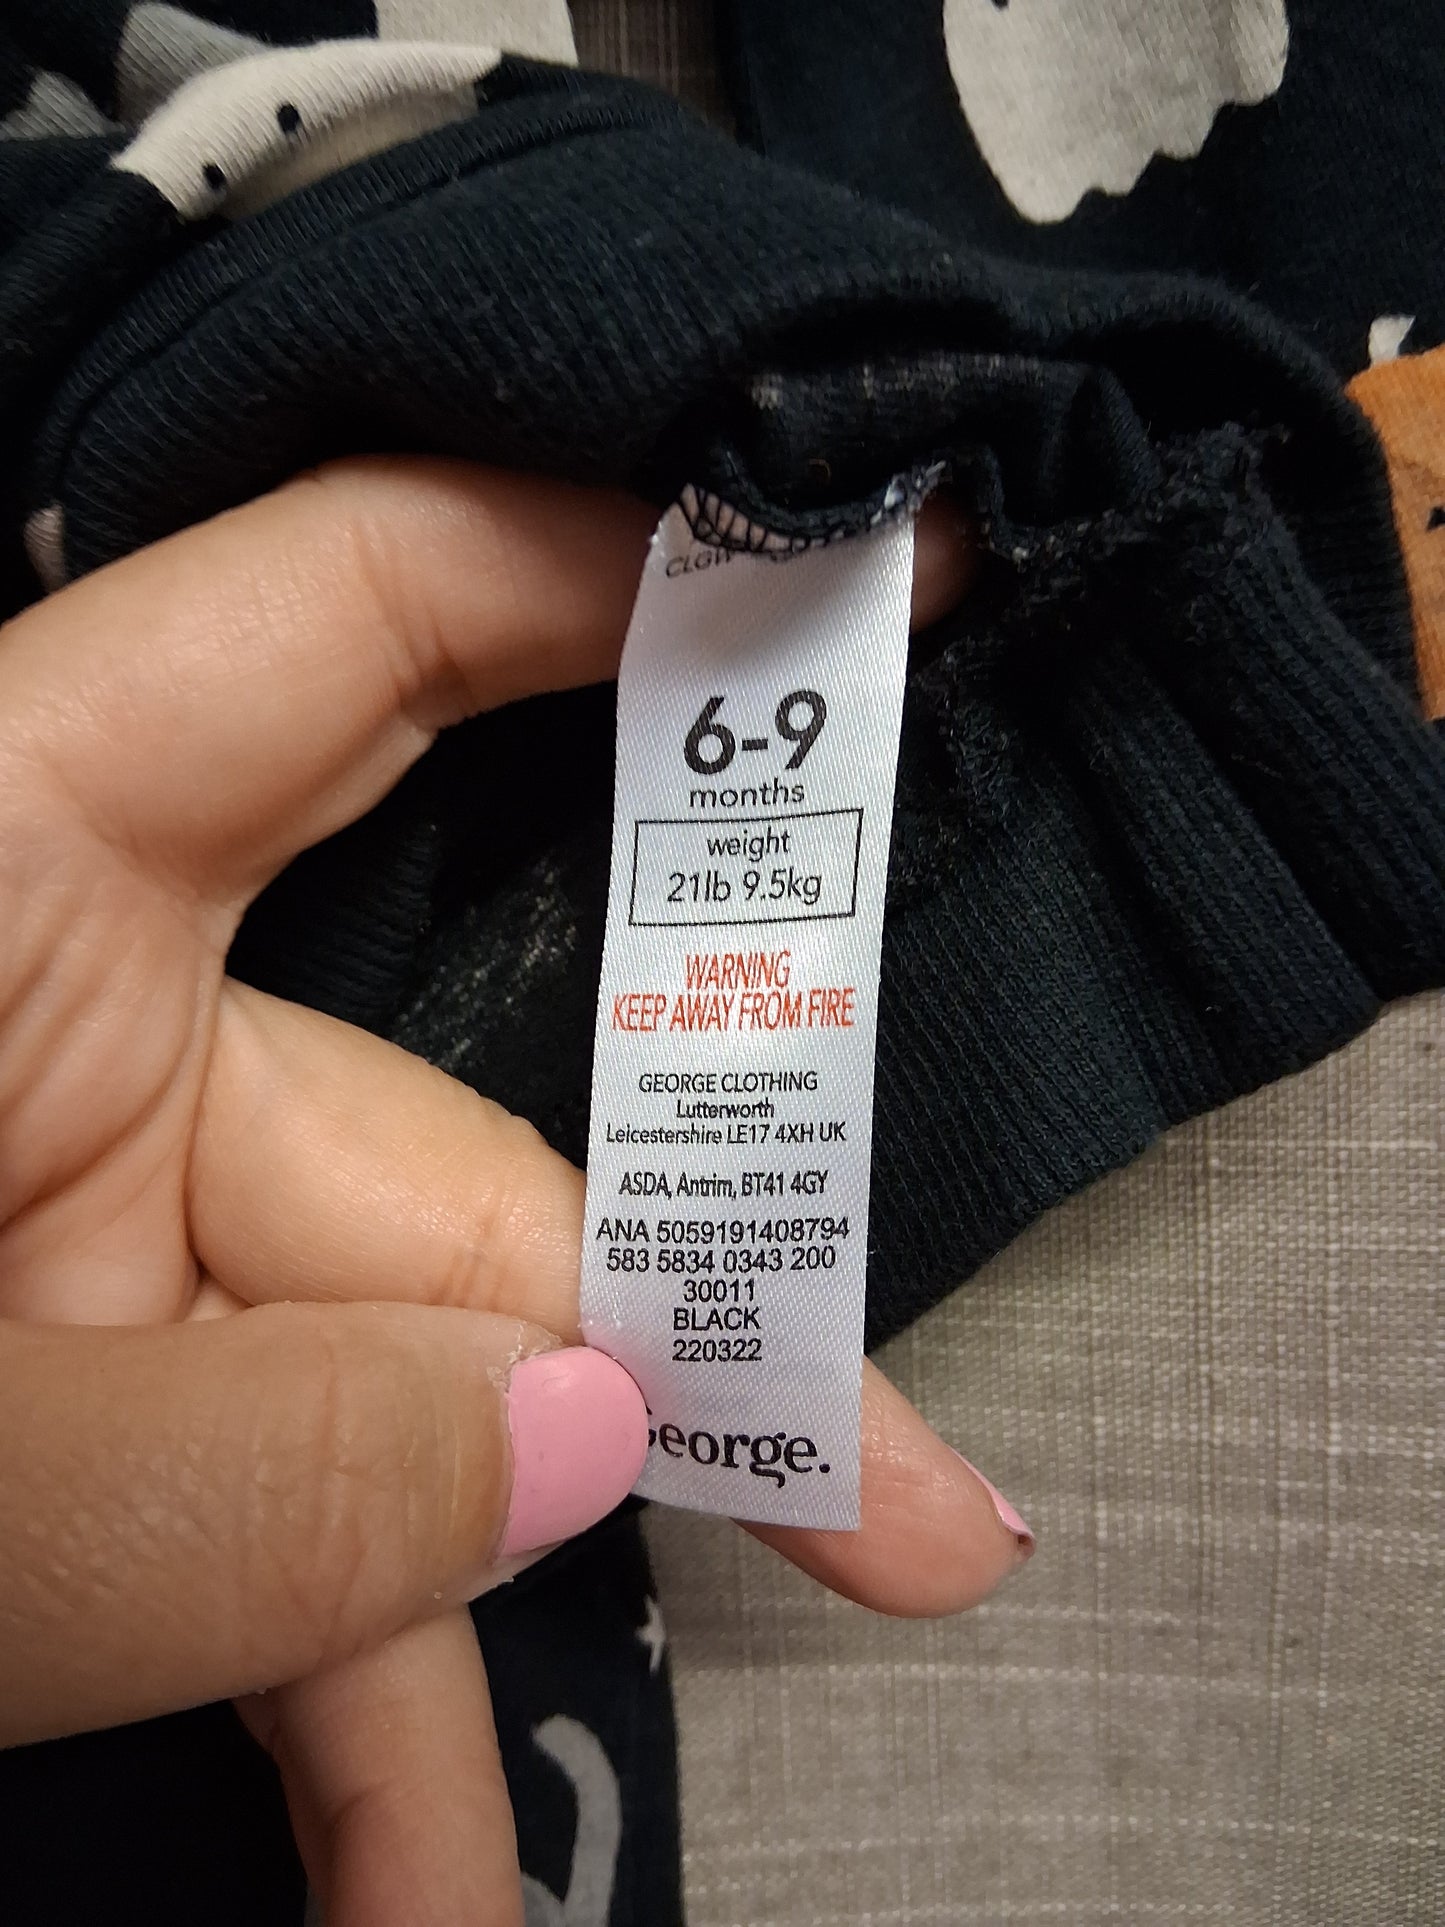 6-9
months
weight
21lb 9.5kg
WARNING
KEEP AWAY FROM FIRE
GEORGE CLOTHING
Lutterworth
Leicestershire LE17 4XH UK
ASDA, Antrim, BT41 4GY
ANA 5059191408794
583 5834 0343 200
30011
BLACK
220322
George.